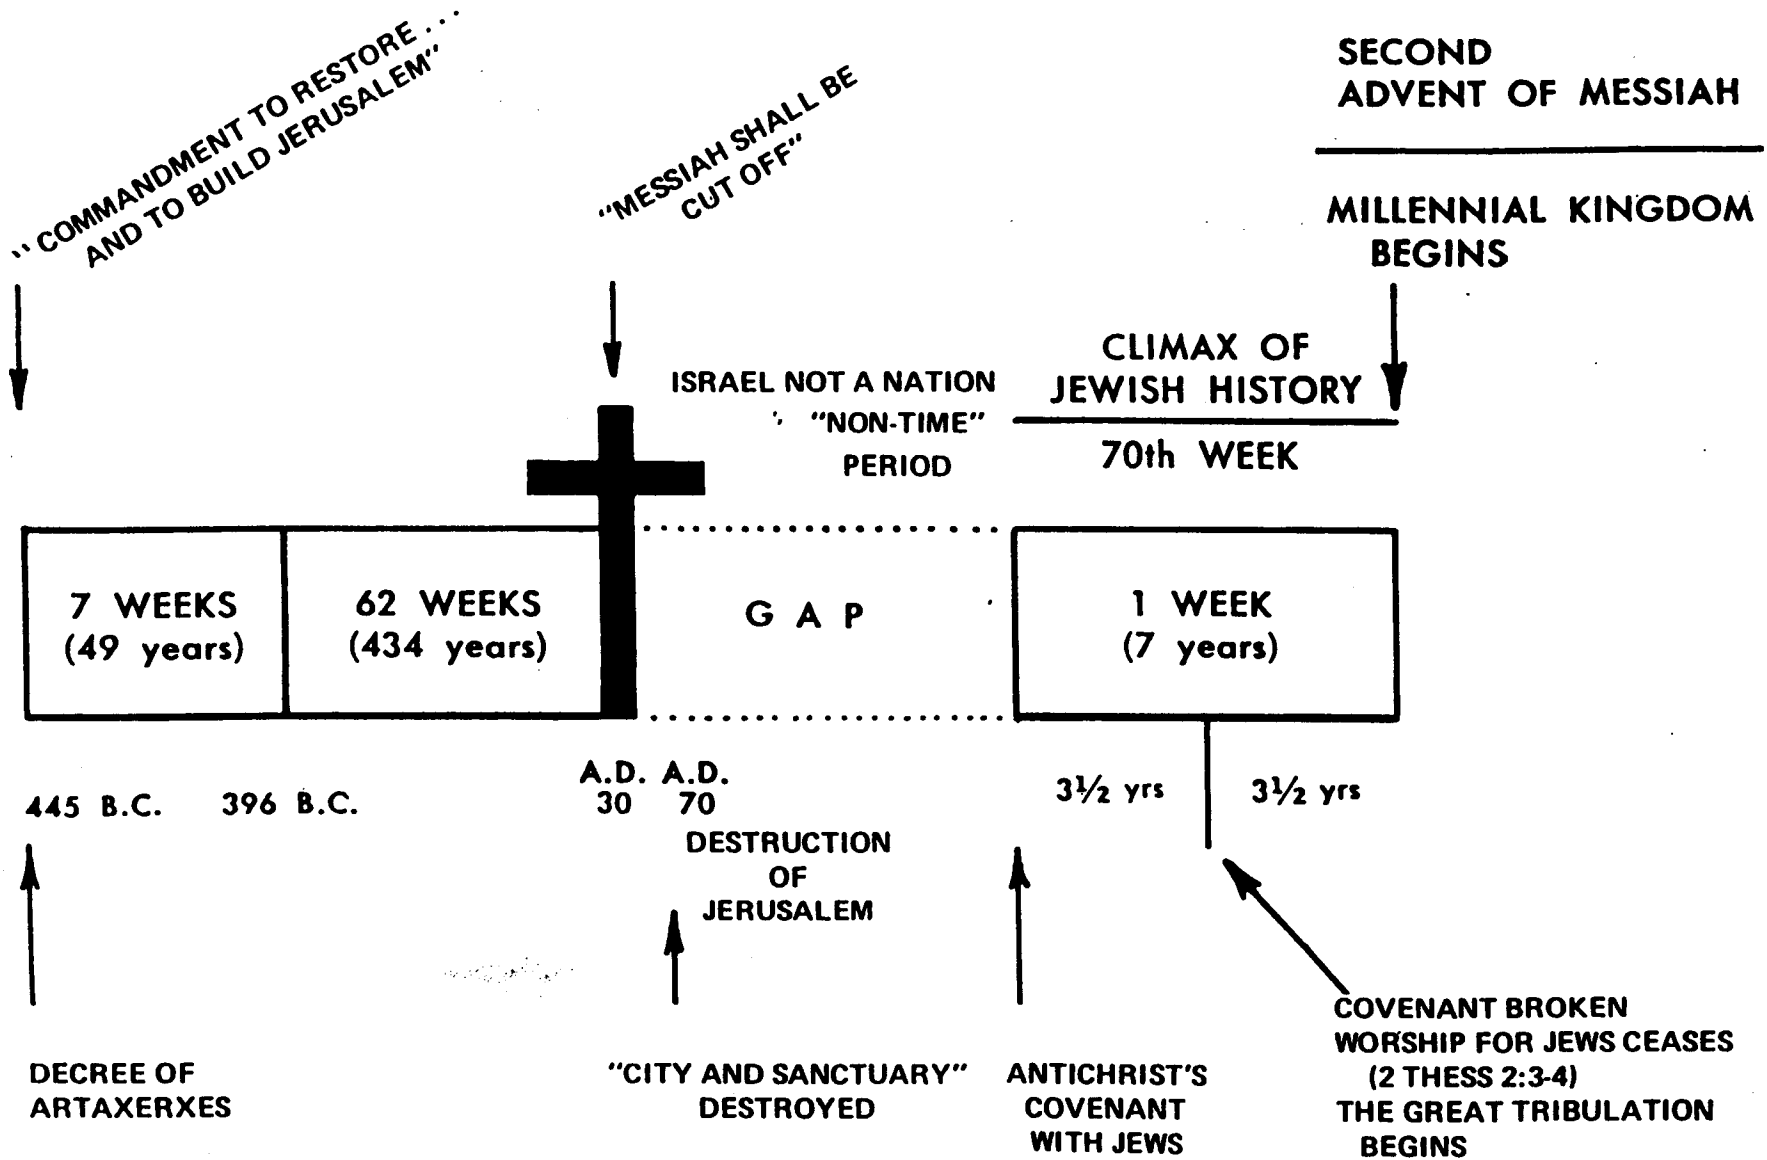 " COMMANDMENT TO RESTORE . . .
AND TO BUILD JERUSALEM"
"MESSIAH SHALL BE
CUT OFF"
SECOND
ADVENT OF MESSIAH
MILLENNIAL KINGDOM
BEGINS
ISRAEL NOT A NATION
"NON-TIME"
PERIOD
CLIMAX OF
JEWISH HISTORY
70th WEEK
7 WEEKS
(49 years)
62 WEEKS
(434 years)
G A P
1 WEEK
(7 years)
445 B.C.
396 B.C.
A.D.
30
A.D.
70
DESTRUCTION
OF
JERUSALEM
3½ yrs
3½ yrs
DECREE OF
ARTAXERXES
"CITY AND SANCTUARY"
DESTROYED
ANTICHRIST'S
COVENANT
WITH JEWS
COVENANT BROKEN
WORSHIP FOR JEWS CEASES
(2 THESS 2:3-4)
THE GREAT TRIBULATION
BEGINS